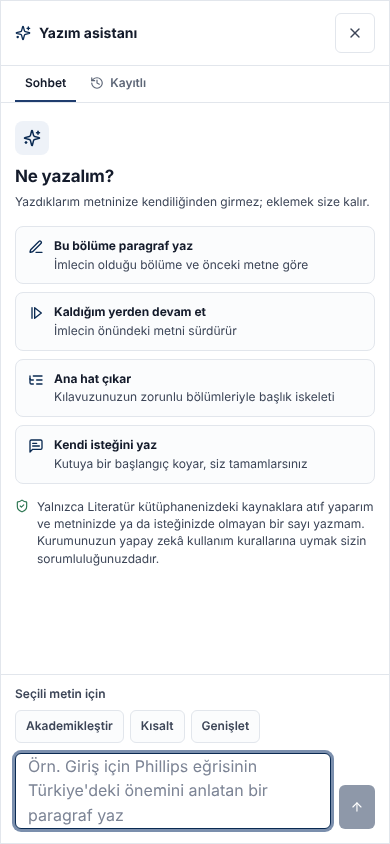 Yazım asistanı
Sohbet
Kayıtlı
Ne yazalım?
Yazdıklarım metninize kendiliğinden girmez; eklemek size kalır.
Bu bölüme paragraf yaz
İmlecin olduğu bölüme ve önceki metne göre
Kaldığım yerden devam et
İmlecin önündeki metni sürdürür
Ana hat çıkar
Kılavuzunuzun zorunlu bölümleriyle başlık iskeleti
Kendi isteğini yaz
Kutuya bir başlangıç koyar, siz tamamlarsınız
Yalnızca Literatür kütüphanenizdeki kaynaklara atıf yaparım
ve metninizde ya da isteğinizde olmayan bir sayı yazmam.
Kurumunuzun yapay zekâ kullanım kurallarına uymak sizin
sorumluluğunuzdadır.
Seçili metin için
Akademikleştir
Kısalt
Genişlet
Örn. Giriş için Phillips eğrisinin
Türkiye'deki önemini anlatan bir
paragraf yaz